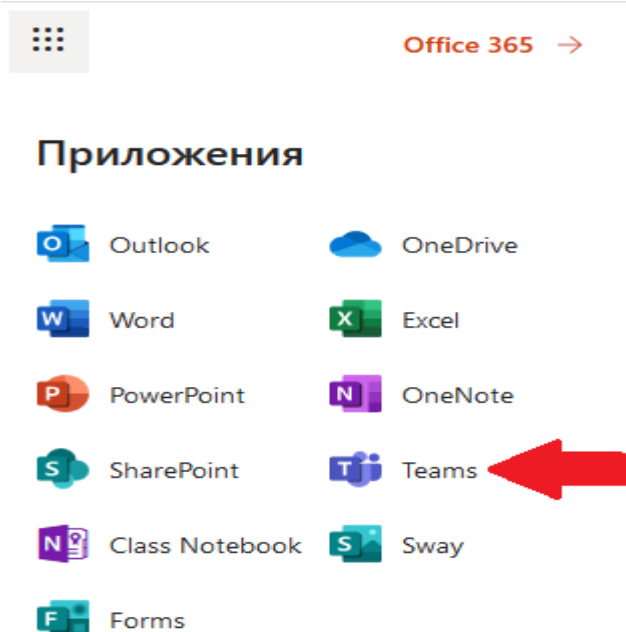 Office 365 →
Приложения
Outlook OneDrive
Word Excel
PowerPoint OneNote
SharePoint Teams
Class Notebook Sway
Forms